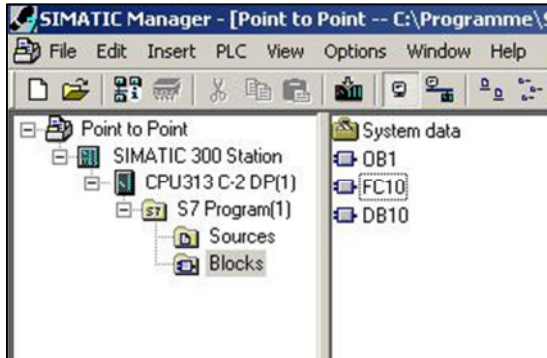 SIMATIC Manager - [Point to Point -- C:\Programme\
File Edit Insert PLC View Options Window Help
Point to Point
SIMATIC 300 Station
CPU313 C-2 DP(1)
S7 Program(1)
Sources
Blocks
System data
OB1
FC10
DB10